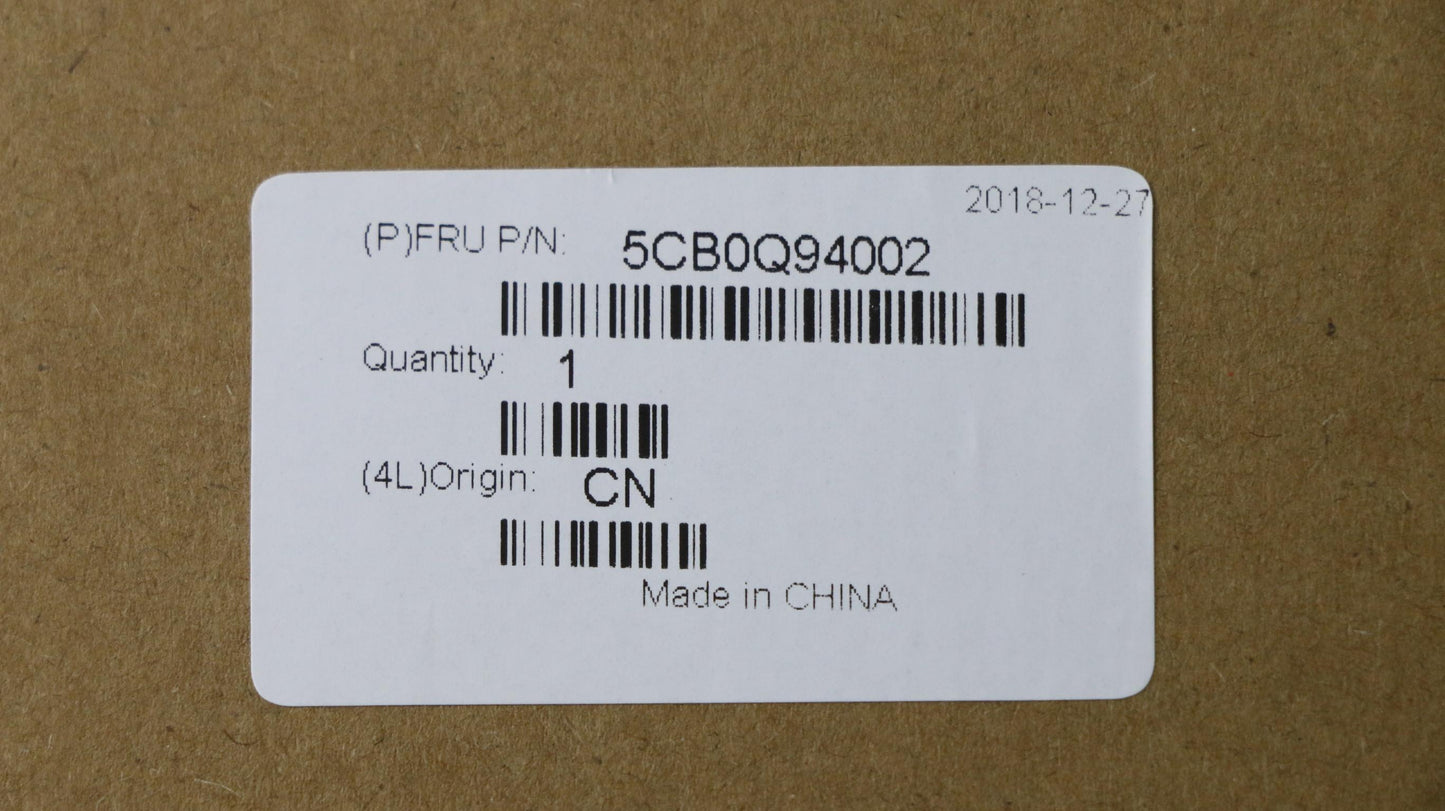 2018-12-27
(P)FRU P/N: 5CB0Q94002
Quantity: 1
(4L)Origin: CN
Made in CHINA